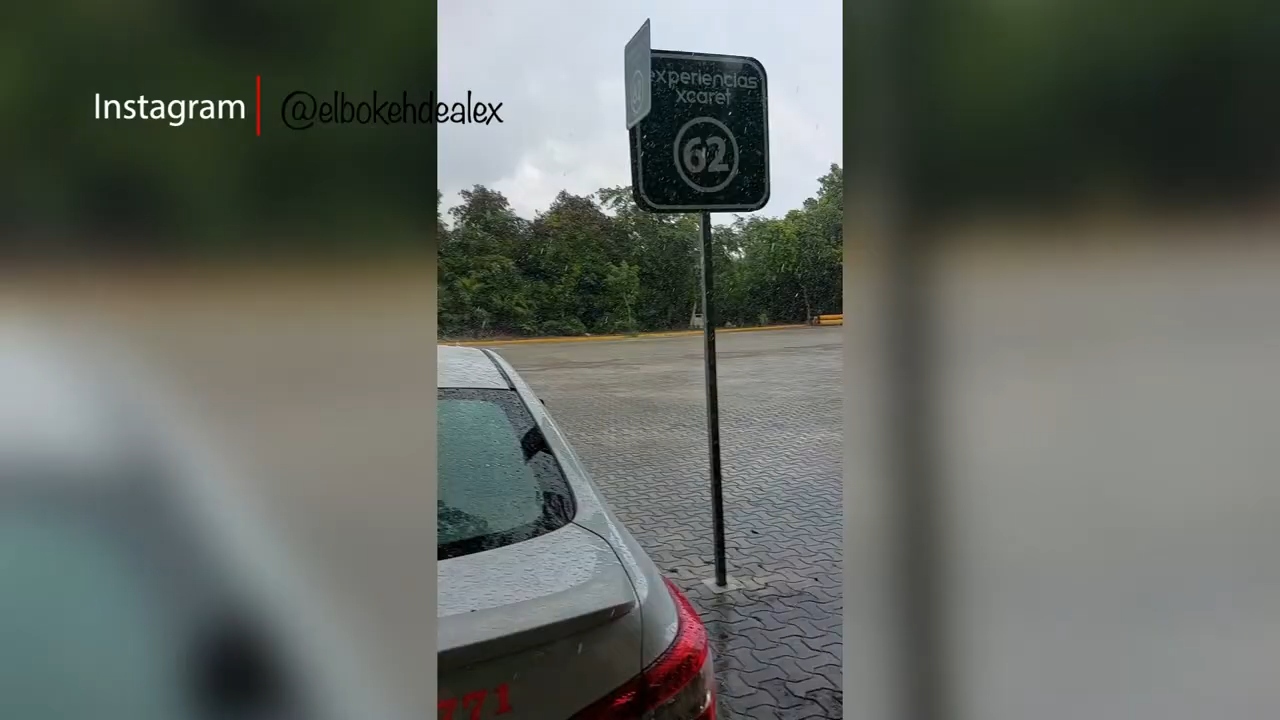 Instagram
@elbokehdealex
experiencias
xcaret
62
771